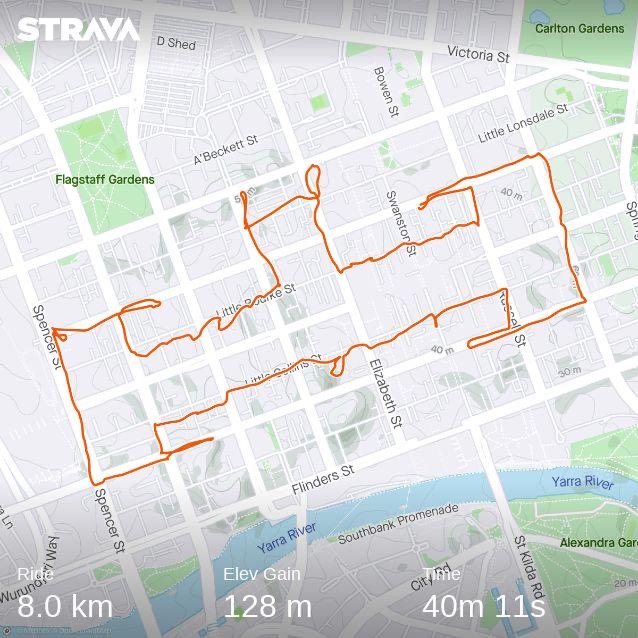 STRAVA
D Shed
Carlton Gardens
Victoria St
Bowen St
Little Lonsdale St
A'Beckett St
Flagstaff Gardens
40 m
Swanston St
Little Bourke St
Spencer St
Russell St
40 m
Little Collins St
Elizabeth St
30 m
Flinders St
Yarra River
Spencer St
Southbank Promenade
Yarra River
Alexandra Gar
Wurundjeri Way
City Rd
St Kilda Rd
Ride
Elev Gain
Time
8.0 km
128 m
40m 11s